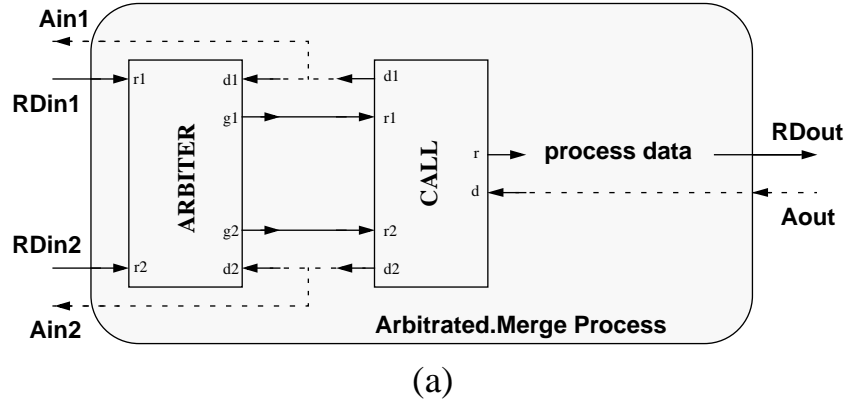 Ain1
r1 d1 d1
RDin1
g1 r1
RDout
ARBITER
CALL
r process data
d
Aout
g2 r2
RDin2
r2 d2 d2
Ain2
Arbitrated.Merge Process
(a)